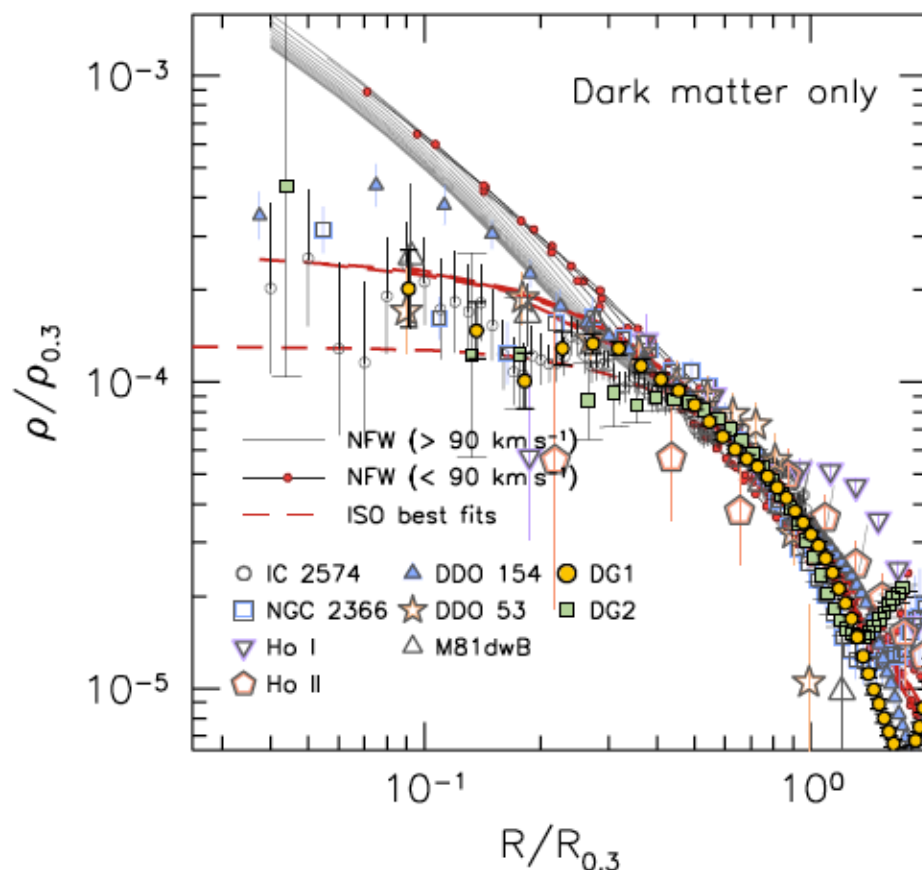 Dark matter only
10⁻³
10⁻⁴
10⁻⁵
ρ/ρ0.3
NFW (> 90 km s⁻¹)
NFW (< 90 km s⁻¹)
ISO best fits
IC 2574 DDO 154 DG1
NGC 2366 DDO 53 DG2
Ho I M81dwB
Ho II
10⁻¹ 10⁰
R/R0.3